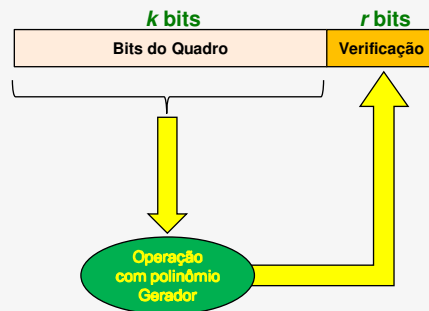 k bits
r bits
Bits do Quadro
Verificação
Operação
com polinômio
Gerador